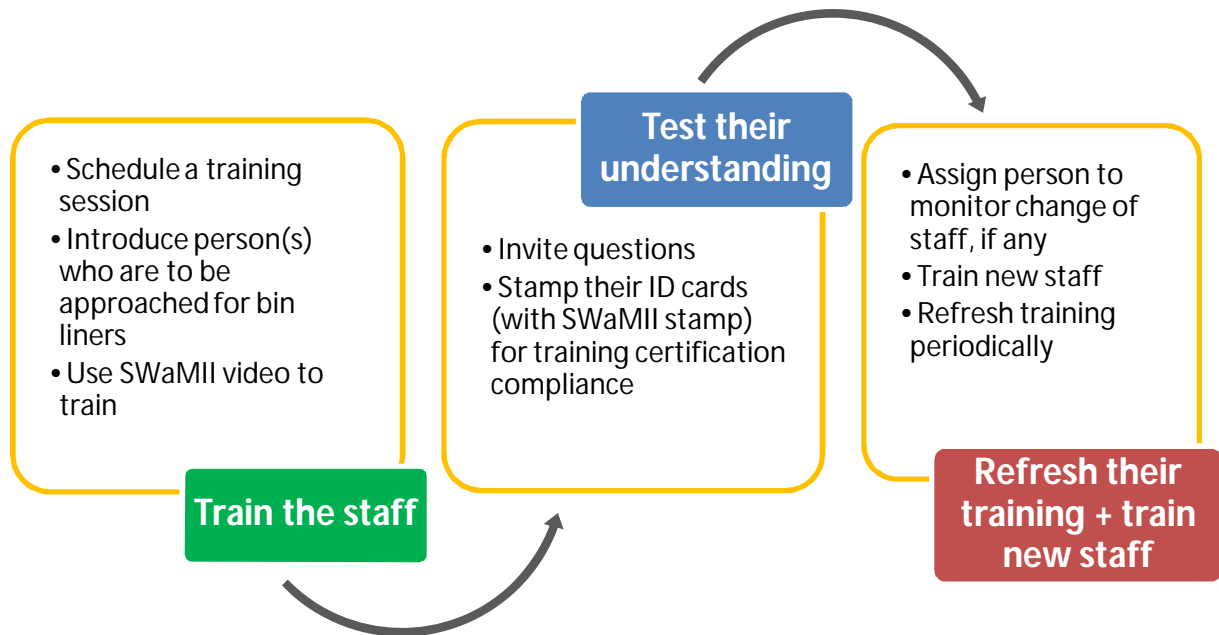 • Schedule a training
session
• Introduce person(s)
who are to be
approached for bin
liners
• Use SWaMII video to
train
Train the staff
Test their
understanding
• Invite questions
• Stamp their ID cards
(with SWaMII stamp)
for training certification
compliance
• Assign person to
monitor change of
staff, if any
• Train new staff
• Refresh training
periodically
Refresh their
training + train
new staff